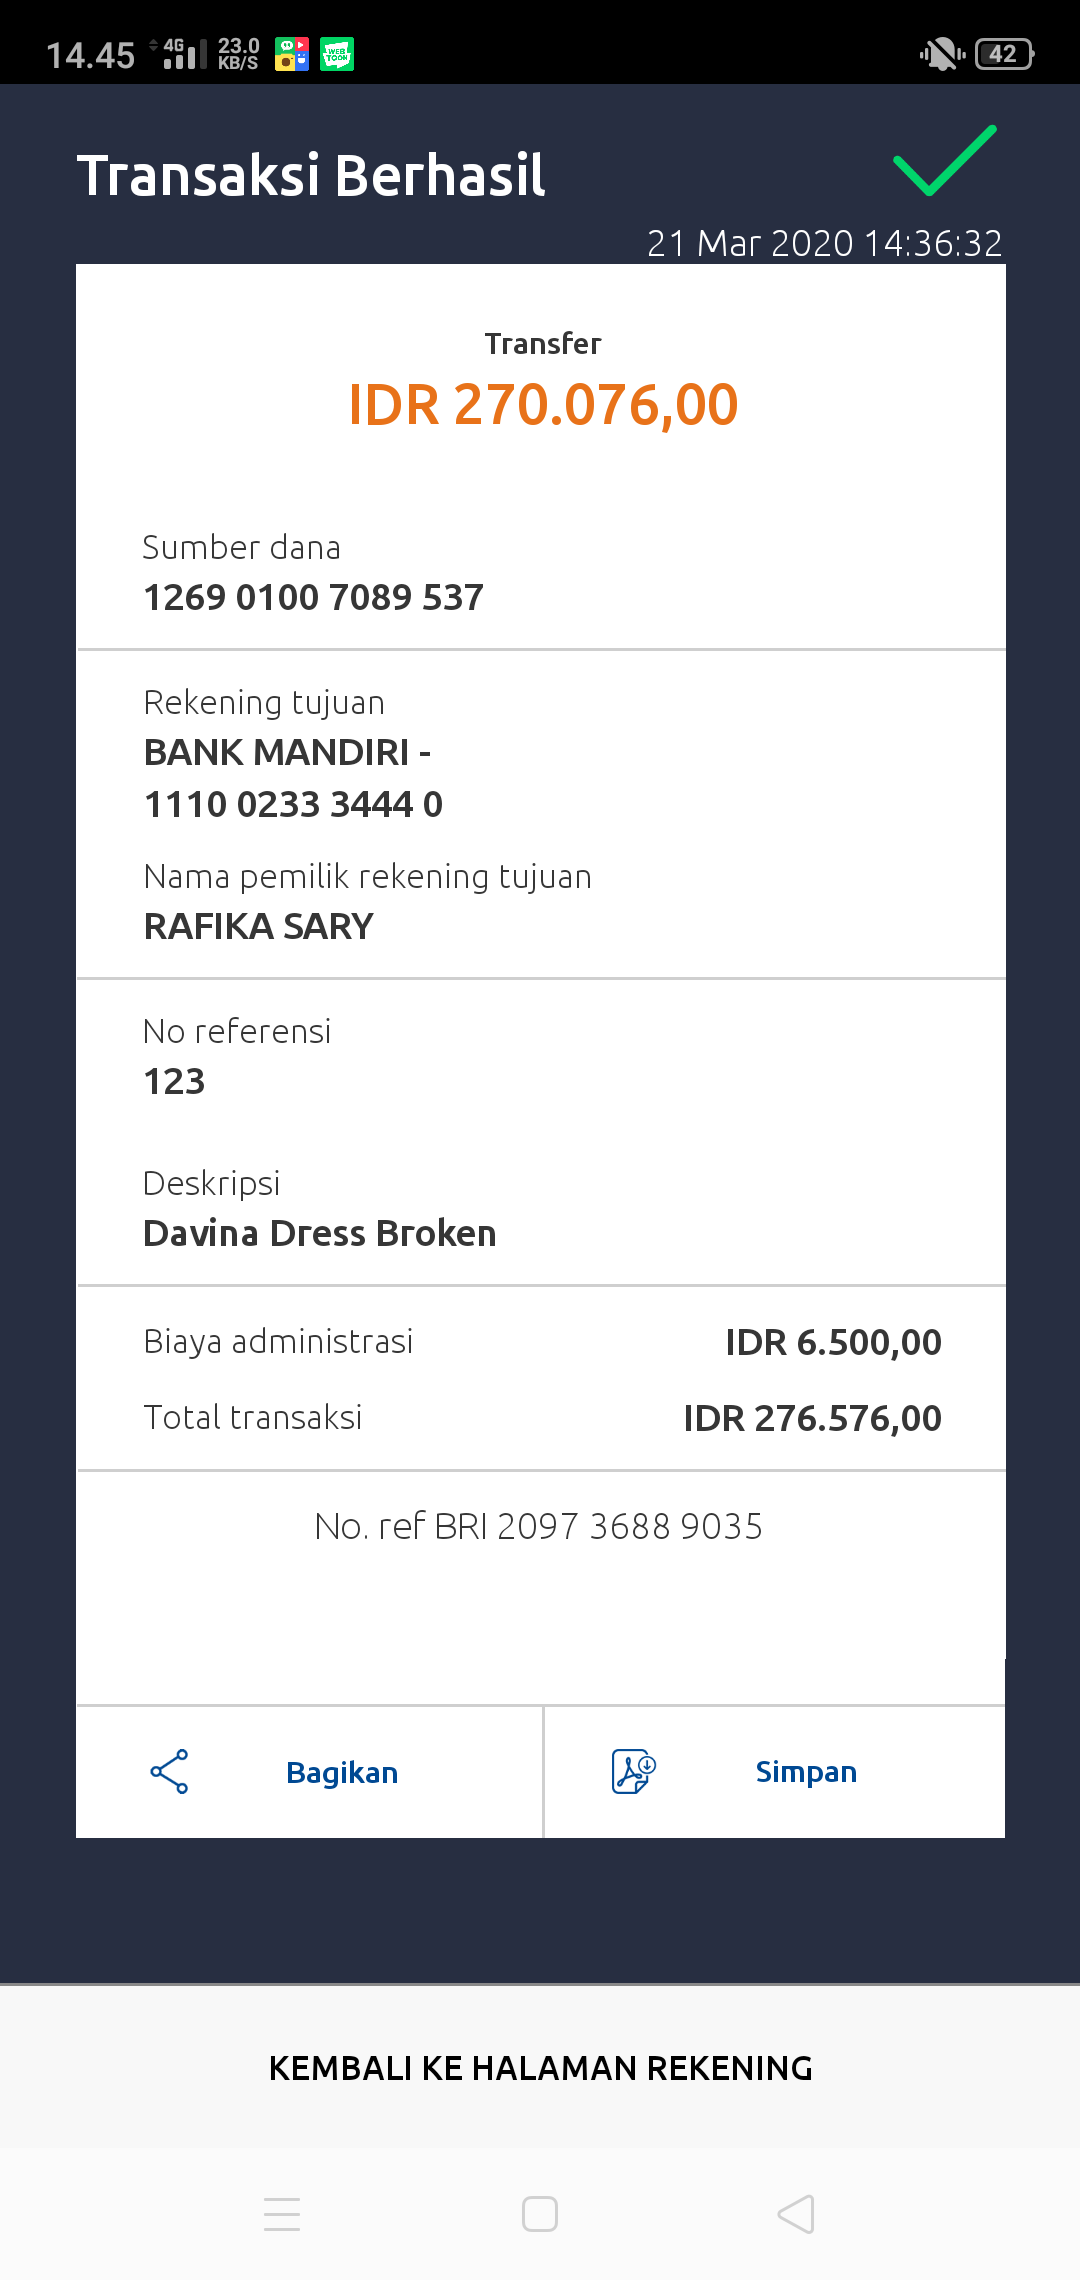 14.45 4G 23.0 KB/S WEB TOON 42
Transaksi Berhasil
21 Mar 2020 14:36:32
Transfer
IDR 270.076,00
Sumber dana
1269 0100 7089 537
Rekening tujuan
BANK MANDIRI -
1110 0233 3444 0
Nama pemilik rekening tujuan
RAFIKA SARY
No referensi
123
Deskripsi
Davina Dress Broken
Biaya administrasi IDR 6.500,00
Total transaksi IDR 276.576,00
No. ref BRI 2097 3688 9035
Bagikan Simpan
KEMBALI KE HALAMAN REKENING